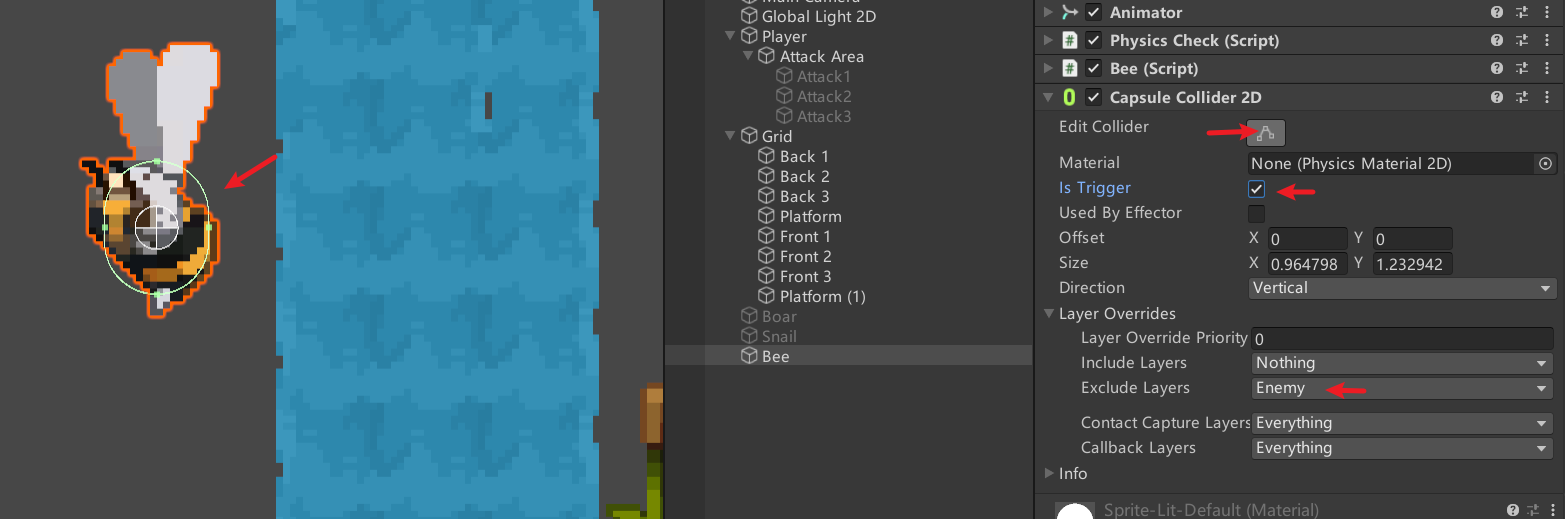 Global Light 2D
Player
Attack Area
Attack1
Attack2
Attack3
Grid
Back 1
Back 2
Back 3
Platform
Front 1
Front 2
Front 3
Platform (1)
Boar
Snail
Bee
Animator
Physics Check (Script)
Bee (Script)
Capsule Collider 2D
Edit Collider
Material None (Physics Material 2D)
Is Trigger
Used By Effector
Offset X 0 Y 0
Size X 0.964798 Y 1.232942
Direction Vertical
Layer Overrides
Layer Override Priority 0
Include Layers Nothing
Exclude Layers Enemy
Contact Capture Layers Everything
Callback Layers Everything
Info
Sprite-Lit-Default (Material)